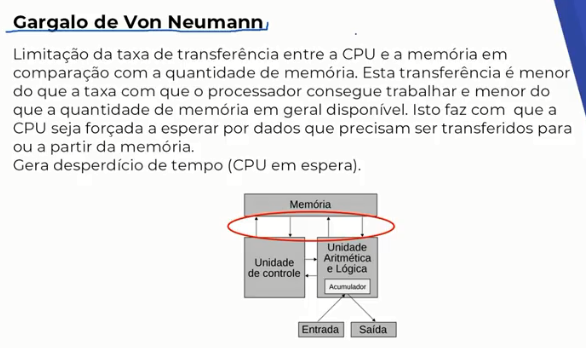 Gargalo de Von Neumann
Limitação da taxa de transferência entre a CPU e a memória em
comparação com a quantidade de memória. Esta transferência é menor
do que a taxa com que o processador consegue trabalhar e menor do
que a quantidade de memória em geral disponível. Isto faz com  que a
CPU seja forçada a esperar por dados que precisam ser transferidos para
ou a partir da memória.
Gera desperdício de tempo (CPU em espera).
Memória
Unidade
de controle
Unidade
Aritmética
e Lógica
Acumulador
Entrada
Saída